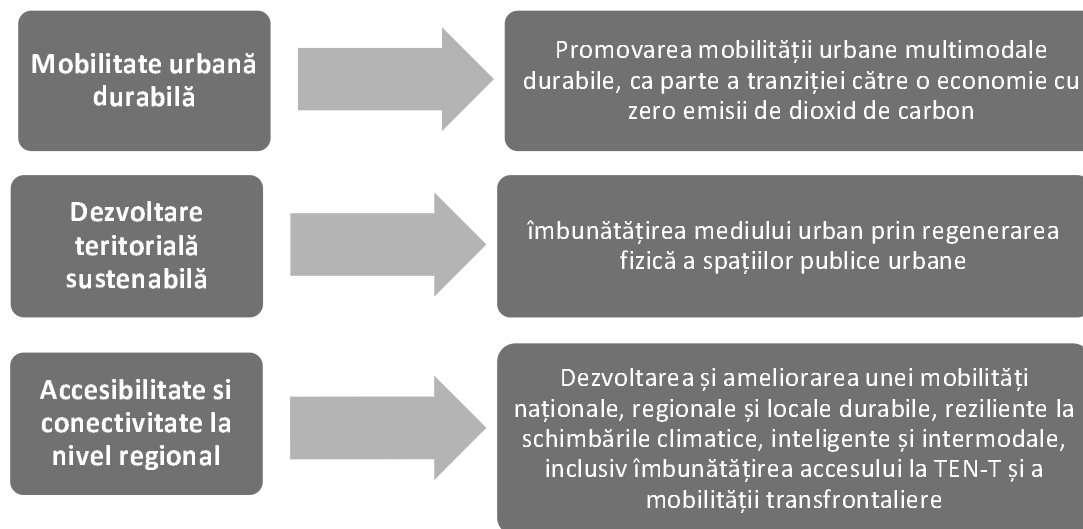 Mobilitate urbană
durabilă
Promovarea mobilității urbane multimodale
durabile, ca parte a tranziției către o economie cu
zero emisii de dioxid de carbon
Dezvoltare
teritorială
sustenabilă
îmbunătățirea mediului urban prin regenerarea
fizică a spațiilor publice urbane
Accesibilitate si
conectivitate la
nivel regional
Dezvoltarea și ameliorarea unei mobilități
naționale, regionale și locale durabile, reziliente la
schimbările climatice, inteligente și intermodale,
inclusiv îmbunătățirea accesului la TEN-T și a
mobilității transfrontaliere